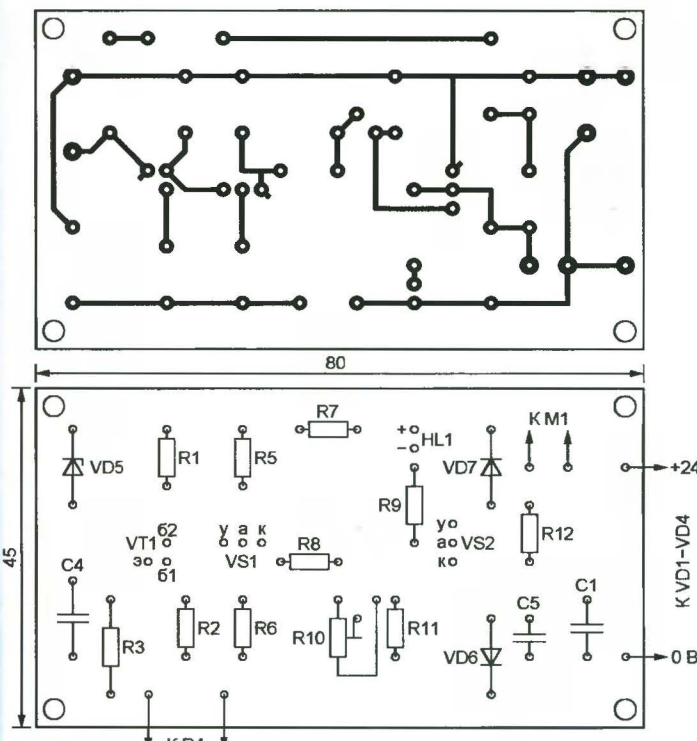 80
45
R7
+
HL1
−
К М1
VD5
R1
R5
VD7
+24
R9
R12
VT1
б2
э
б1
у а к
VS1
у
а
к
VS2
R8
К VD1–VD4
C4
R3
R2
R6
R10
R11
VD6
C5
C1
0 В